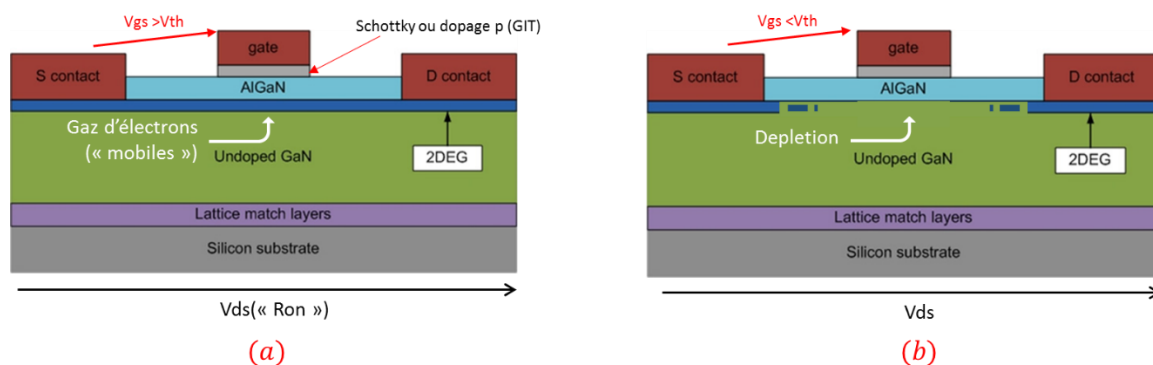 Vgs >Vth
Schottky ou dopage p (GIT)
gate
S contact
D contact
AlGaN
Gaz d'électrons
(« mobiles »)
Undoped GaN
2DEG
Lattice match layers
Silicon substrate
Vds(« Ron »)
(a)
Vgs <Vth
gate
S contact
D contact
AlGaN
Depletion
Undoped GaN
2DEG
Lattice match layers
Silicon substrate
Vds
(b)